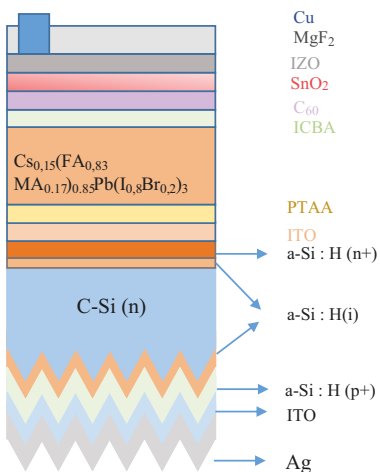 Cu
MgF₂
IZO
SnO₂
C₆₀
ICBA
Cs₀,₁₅(FA₀,₈₃
MA₀.₁₇)₀.₈₅Pb(I₀,₈Br₀,₂)₃
PTAA
ITO
a-Si : H (n+)
C-Si (n)
a-Si : H(i)
a-Si : H (p+)
ITO
Ag